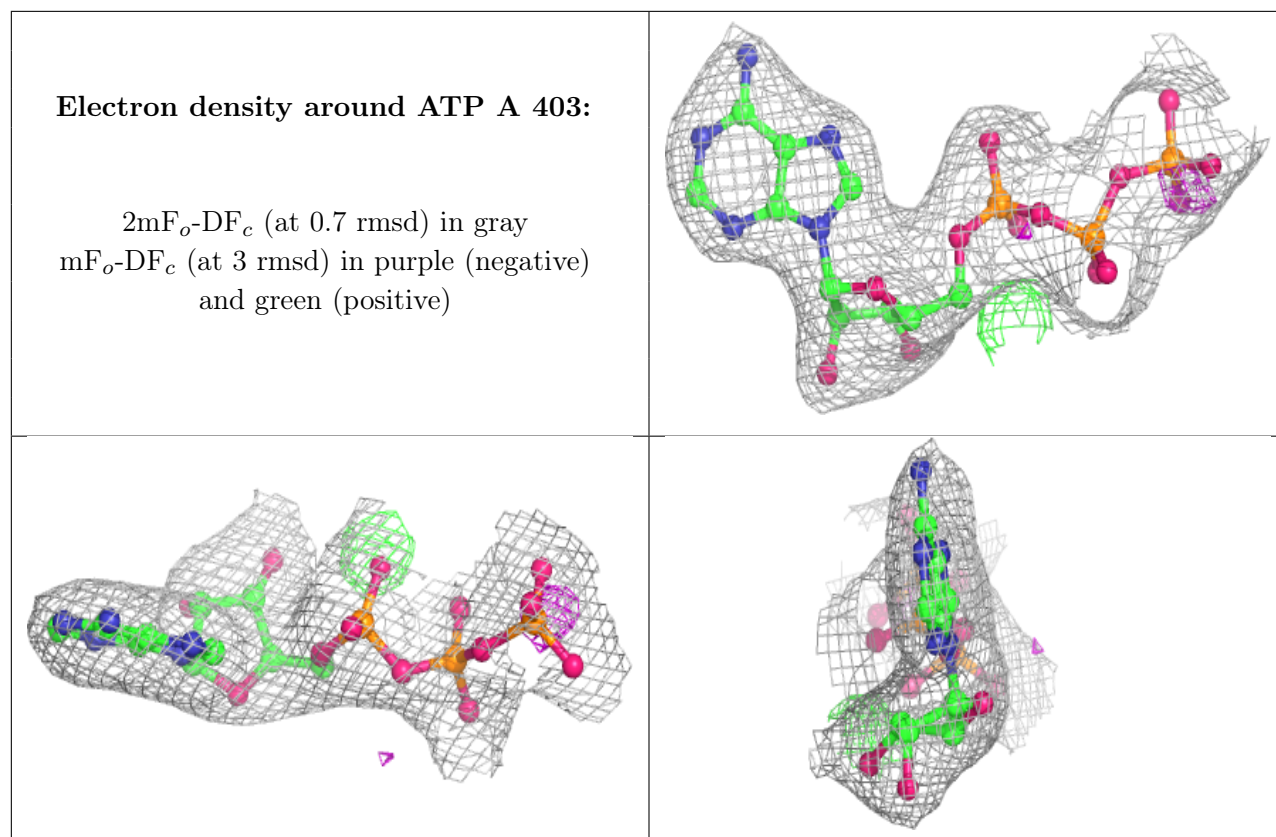 Electron density around ATP A 403:
2mFo-DFc (at 0.7 rmsd) in gray
mFo-DFc (at 3 rmsd) in purple (negative)
and green (positive)